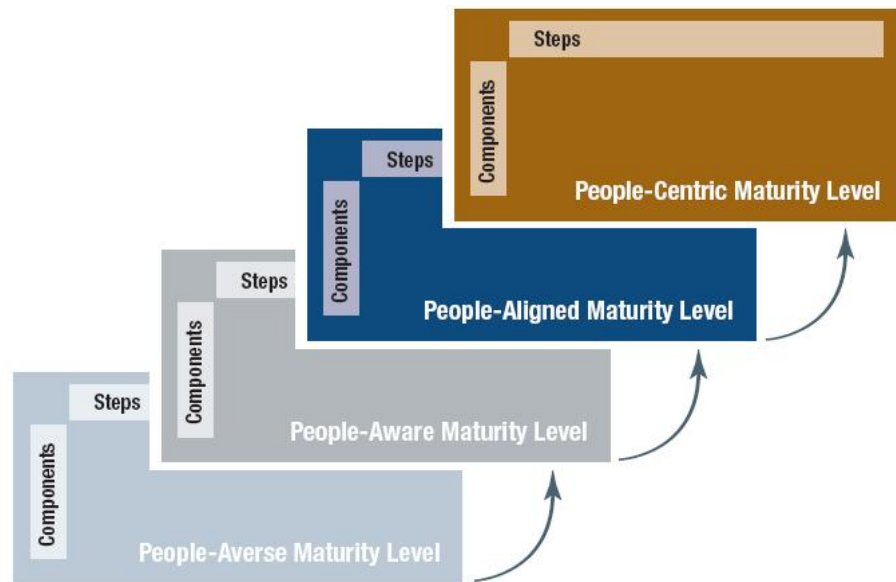 Steps
Components
People-Centric Maturity Level
Steps
Components
People-Aligned Maturity Level
Steps
Components
People-Aware Maturity Level
Steps
Components
People-Averse Maturity Level